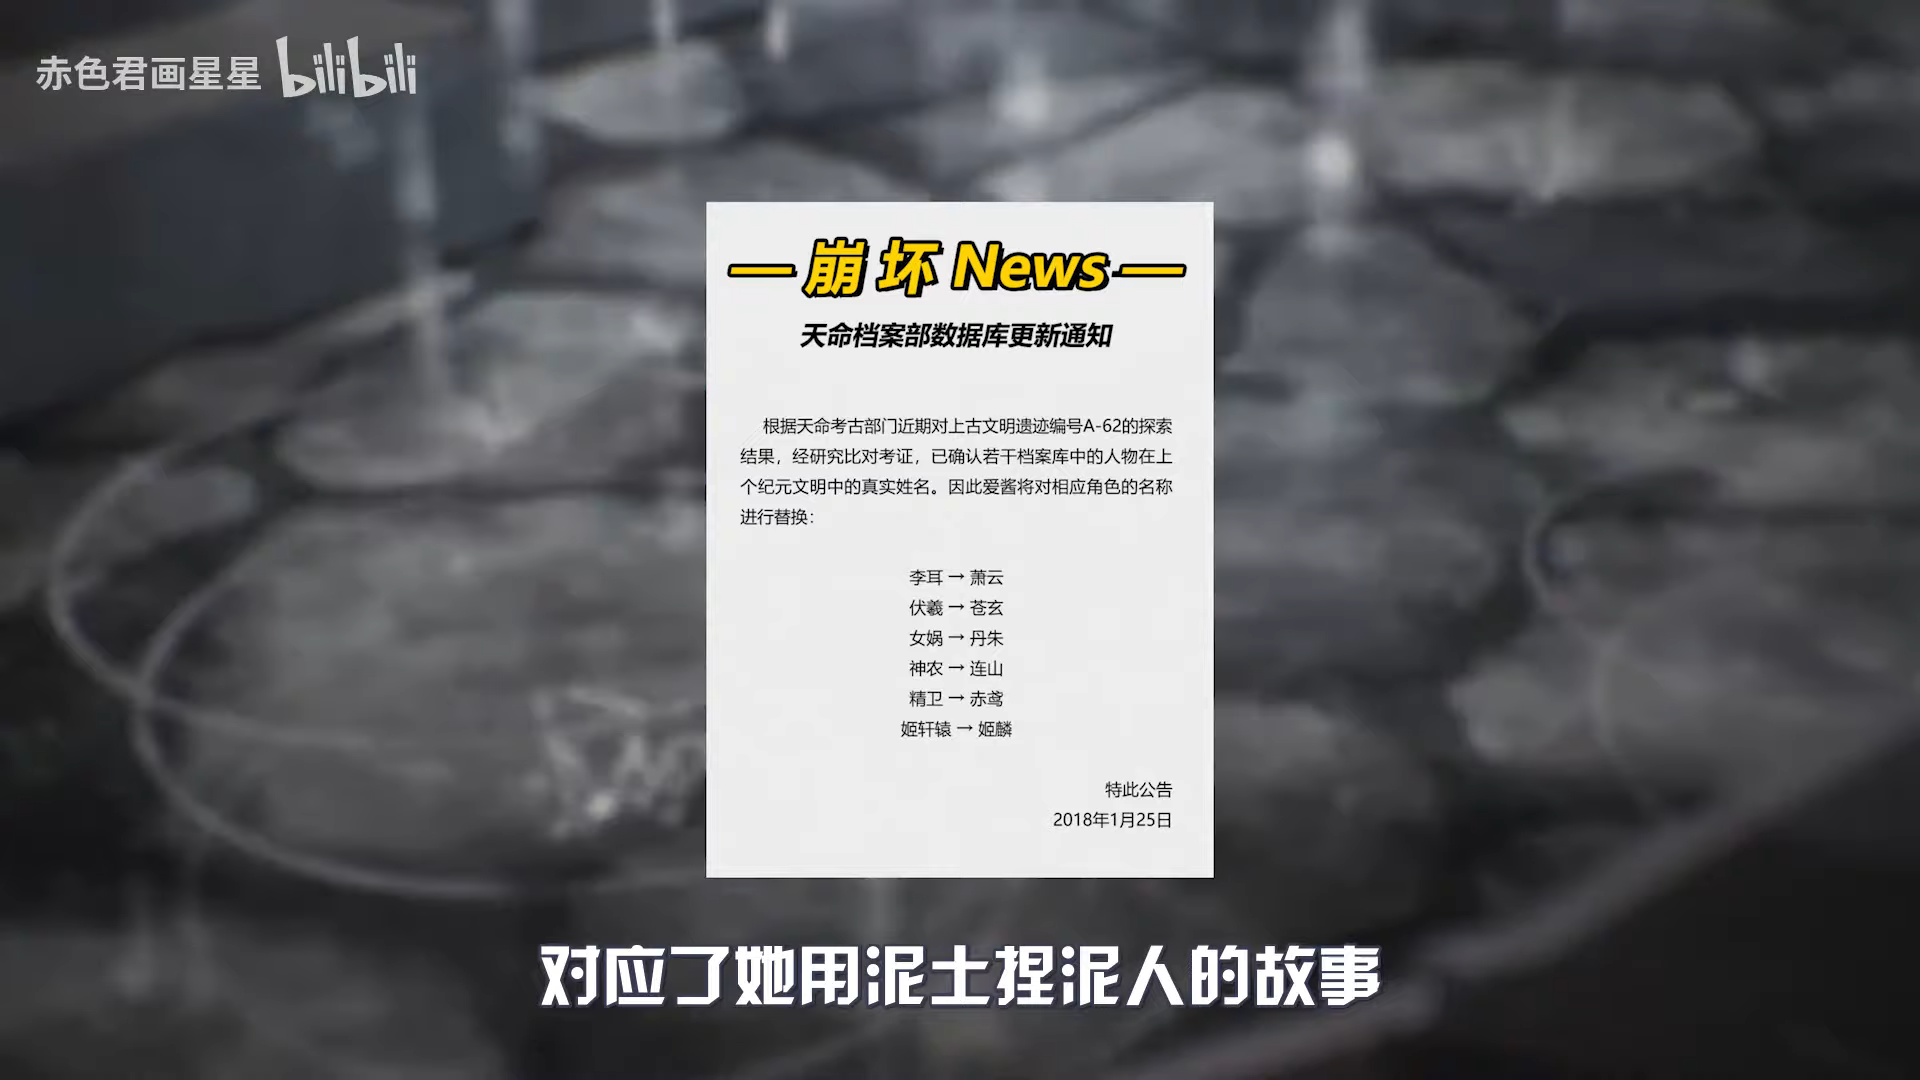 赤色君画星星 bilibili
崩坏News
天命档案部数据库更新通知
根据天命考古部门近期对上古文明遗迹编号A-62的探索
结果，经研究比对考证，已确认若干档案库中的人物在上
个纪元文明中的真实姓名。因此爱酱将对相应角色的名称
进行替换：
李耳→萧云
伏羲→苍玄
女娲→丹朱
神农→连山
精卫→赤鸢
姬轩辕→姬麟
特此公告
2018年1月25日
对应了她用泥土捏泥人的故事